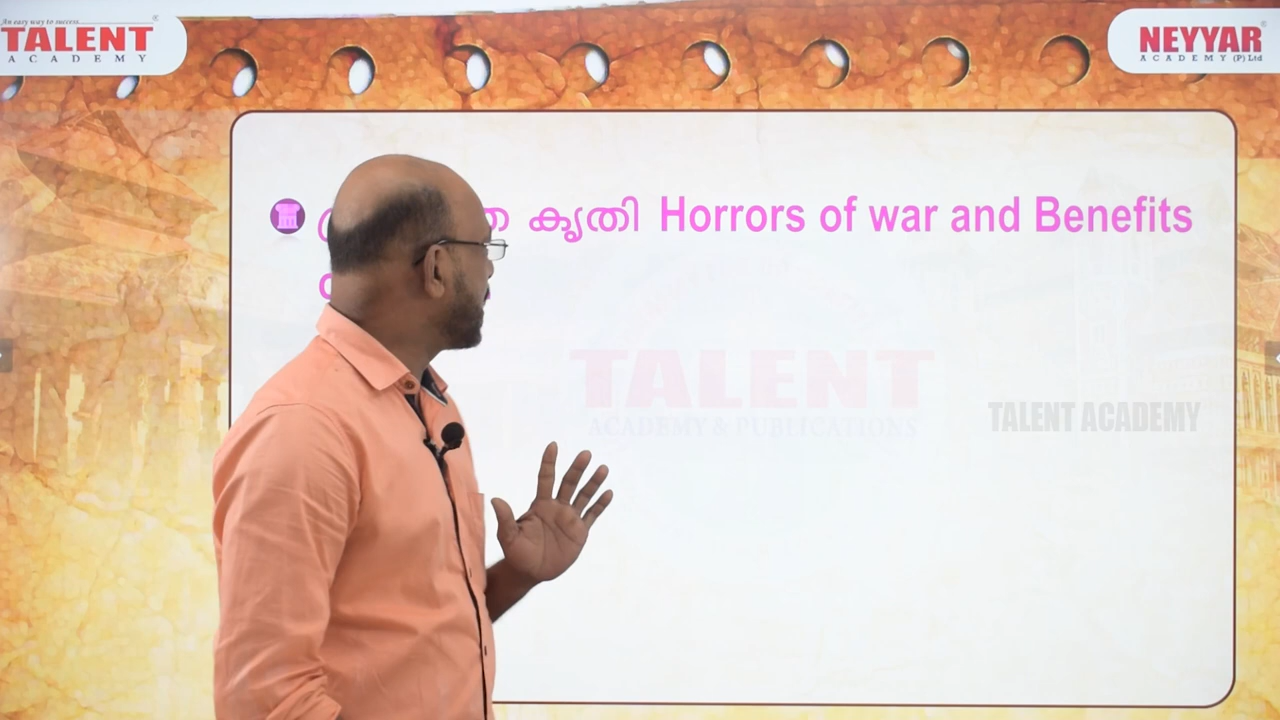 An easy way to success
TALENT
ACADEMY
NEYYAR
ACADEMY (P) Ltd
കൃതി Horrors of war and Benefits
TALENT
ACADEMY & PUBLICATIONS
TALENT ACADEMY